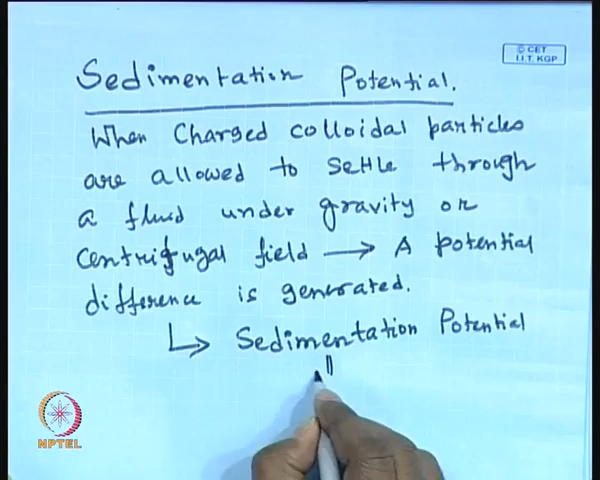 © CET
I.I.T. KGP
Sedimentation Potential.
When Charged colloidal particles
are allowed to settle through
a fluid under gravity or
centrifugal field → A potential
difference is generated.
↳ Sedimentation Potential
NPTEL